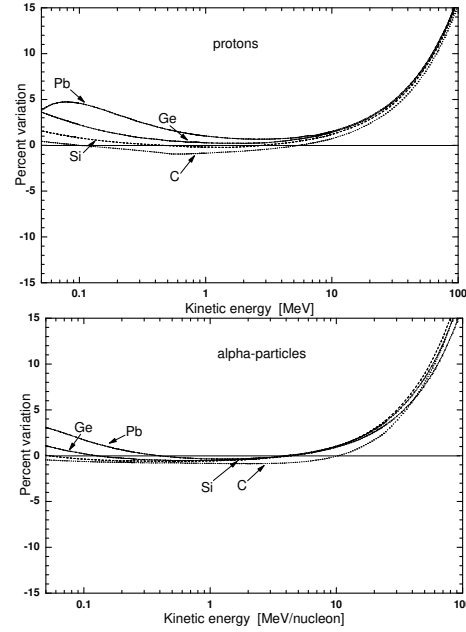 15
protons
10
Pb
5
Ge
0
Si
C
-5
-10
15
0.1 1 10 100
Percent variation
Kinetic energy [MeV]
15
alpha-particles
10
5
Ge
Pb
0
Si
C
-5
-10
-15
0.1 1 10 100
Percent variation
Kinetic energy [MeV/nucleon]